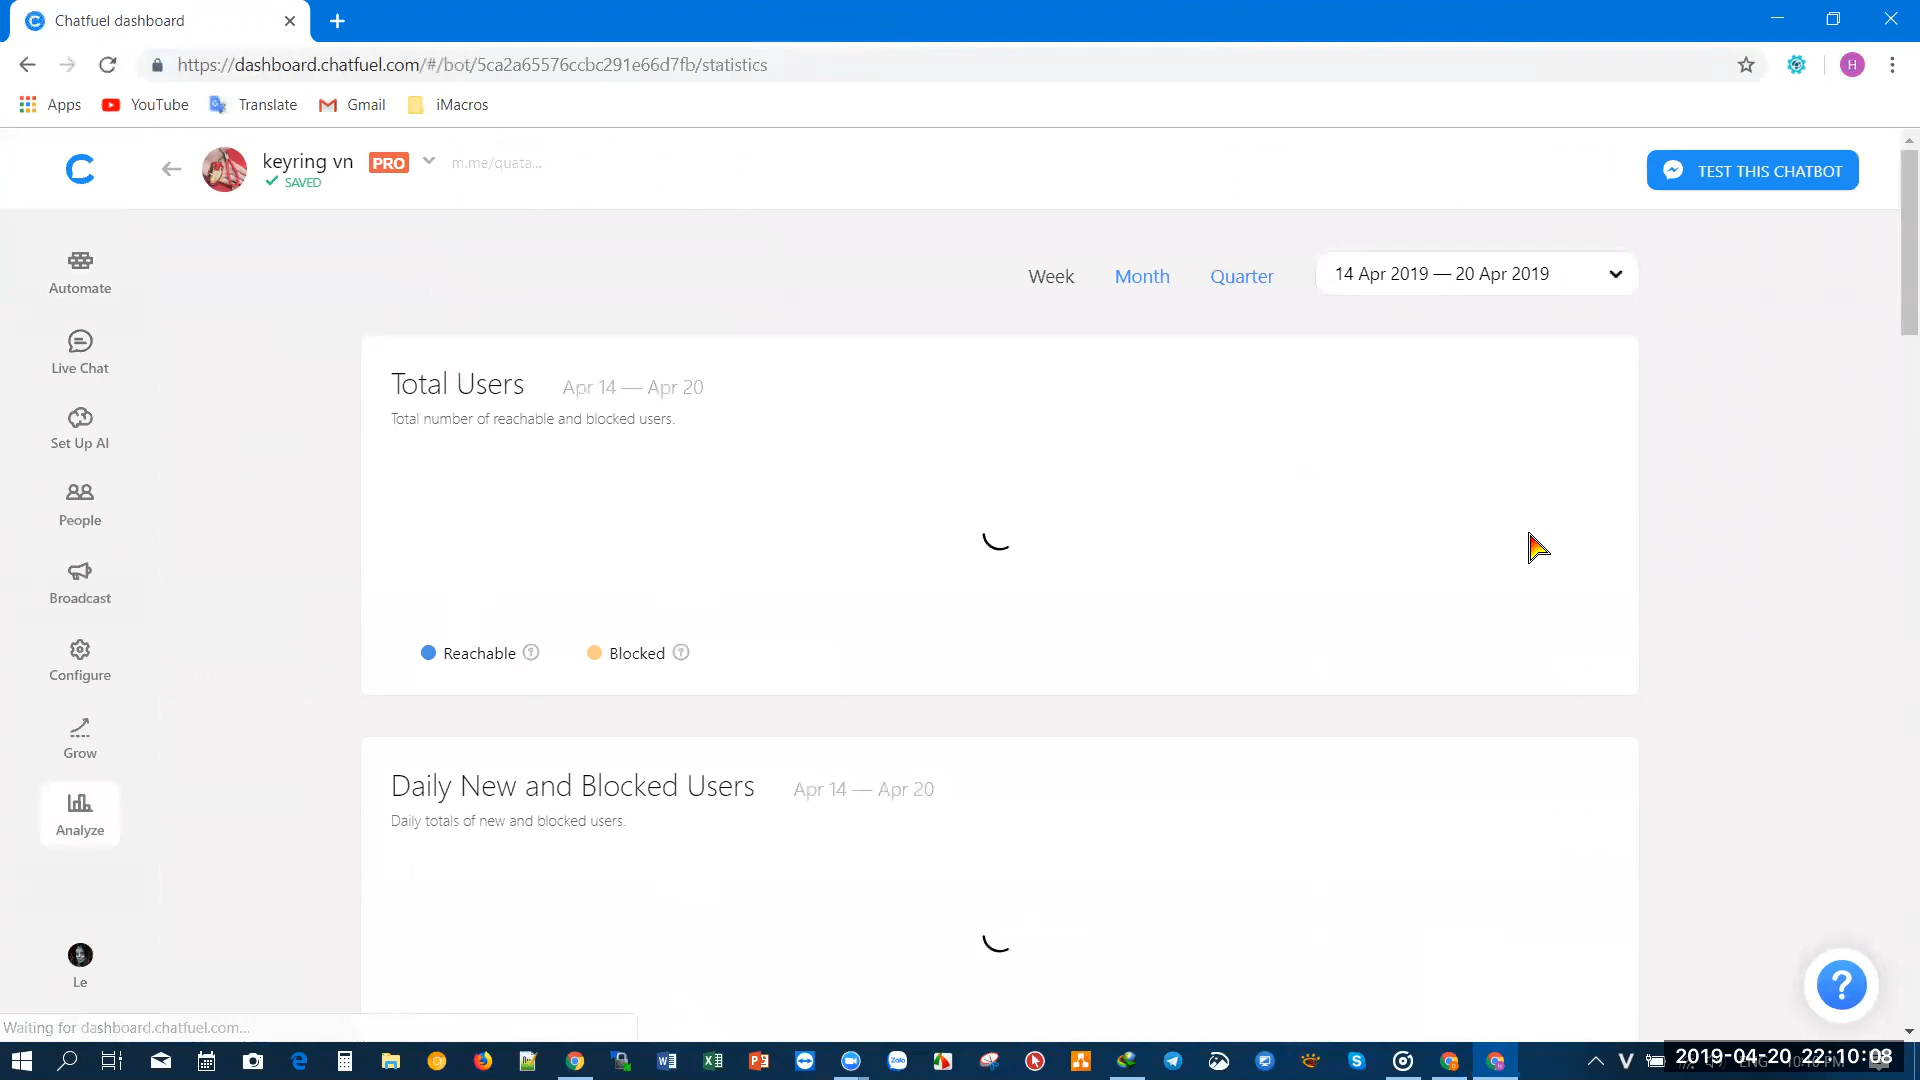 Chatfuel dashboard
https://dashboard.chatfuel.com/#/bot/5ca2a65576ccbc291e66d7fb/statistics
H
Apps YouTube Translate Gmail iMacros
keyring vn PRO m.me/quata...
SAVED
TEST THIS CHATBOT
Automate
Live Chat
Set Up AI
People
Broadcast
Configure
Grow
Analyze
Le
Week Month Quarter 14 Apr 2019 — 20 Apr 2019
Total Users Apr 14 — Apr 20
Total number of reachable and blocked users.
Reachable ? Blocked ?
Daily New and Blocked Users Apr 14 — Apr 20
Daily totals of new and blocked users.
?
Waiting for dashboard.chatfuel.com...
2019-04-20 22:10:08